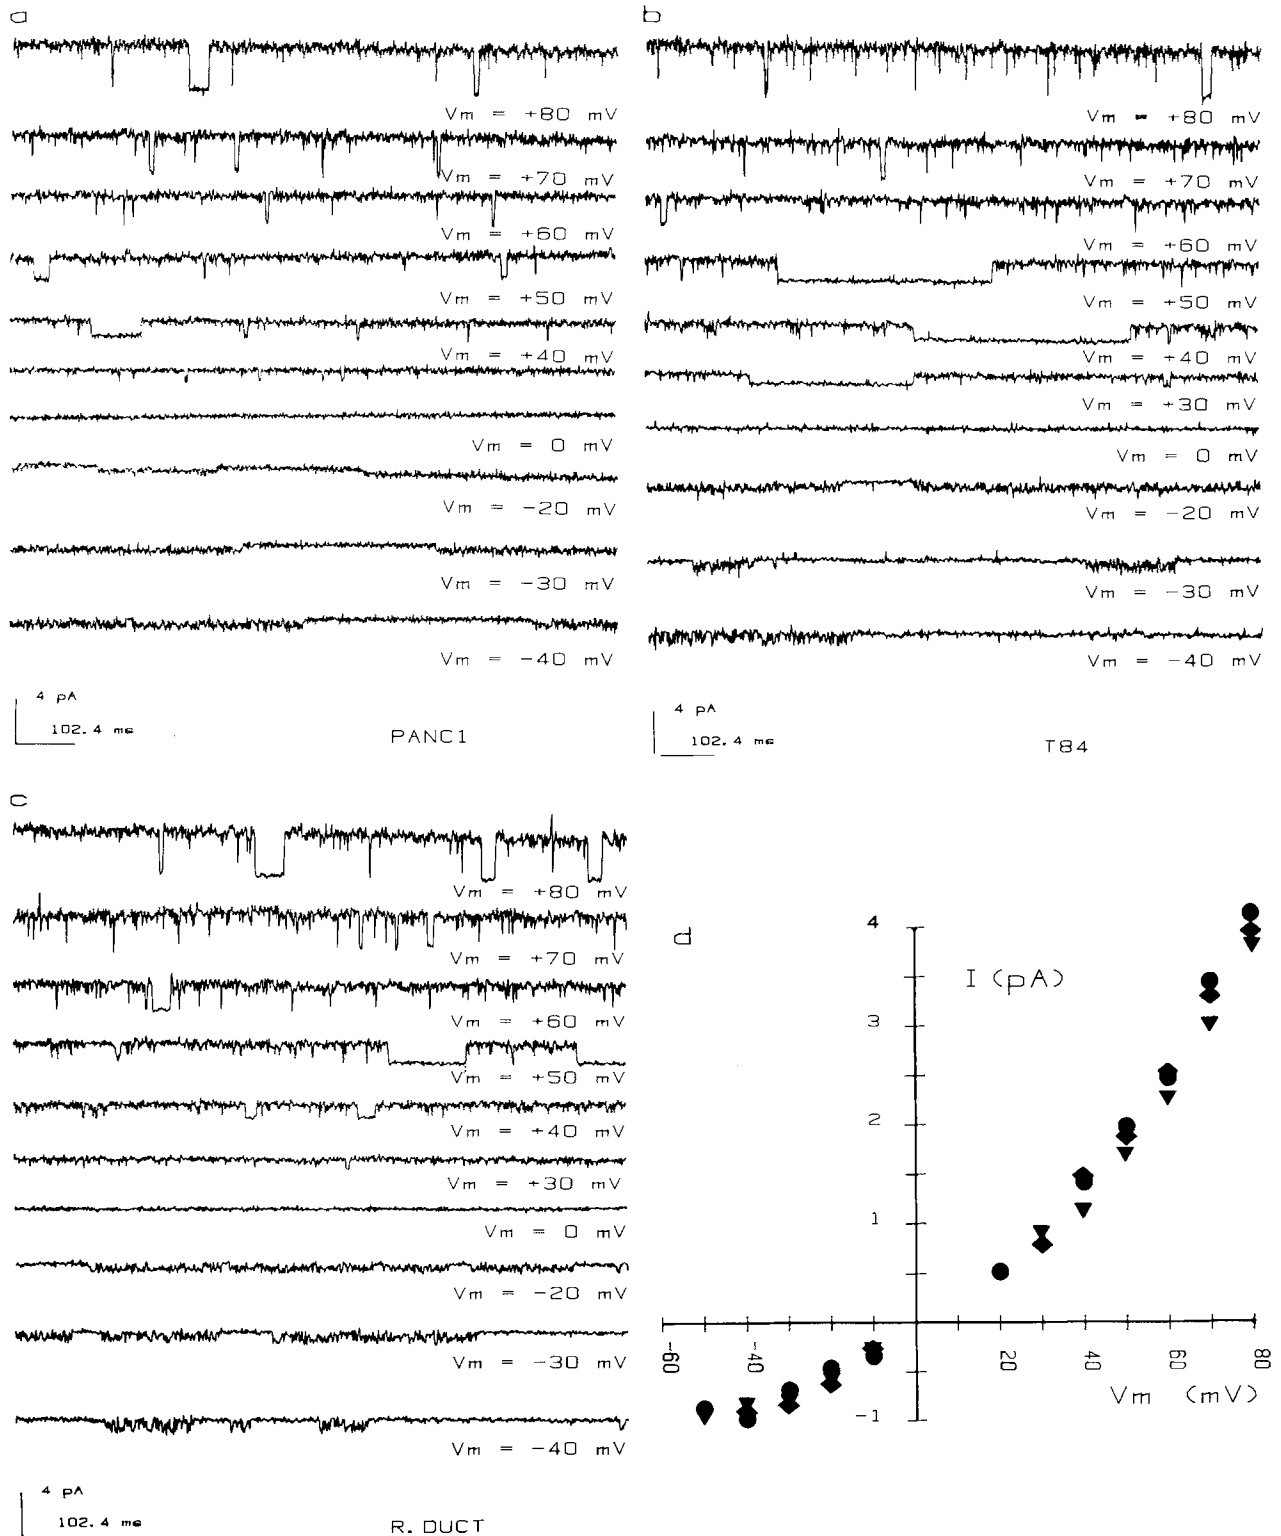 a
Vm = +80 mV
Vm = +70 mV
Vm = +60 mV
Vm = +50 mV
Vm = +40 mV
Vm = 0 mV
Vm = -20 mV
Vm = -30 mV
Vm = -40 mV
4 pA
102.4 ms
PANC1
b
Vm = +80 mV
Vm = +70 mV
Vm = +60 mV
Vm = +50 mV
Vm = +40 mV
Vm = +30 mV
Vm = 0 mV
Vm = -20 mV
Vm = -30 mV
Vm = -40 mV
4 pA
102.4 ms
T84
c
Vm = +80 mV
Vm = +70 mV
Vm = +60 mV
Vm = +50 mV
Vm = +40 mV
Vm = +30 mV
Vm = 0 mV
Vm = -20 mV
Vm = -30 mV
Vm = -40 mV
4 pA
102.4 ms
R. DUCT
d
I (pA)
4
3
2
1
-1
-60
-40
20
40
60
80
Vm (mV)